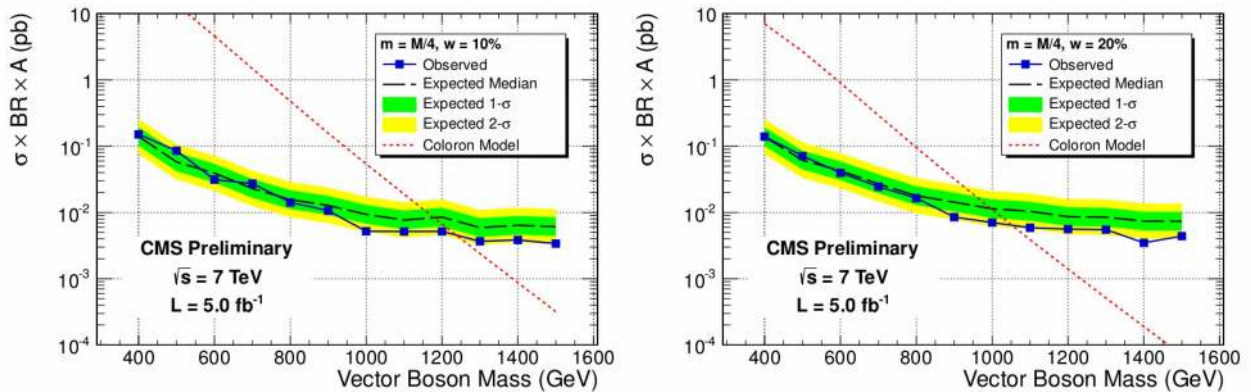 σ × BR × A (pb)
10
1
10⁻¹
10⁻²
10⁻³
10⁻⁴
m = M/4, w = 10%
Observed
Expected Median
Expected 1-σ
Expected 2-σ
Coloron Model
CMS Preliminary
√s = 7 TeV
L = 5.0 fb⁻¹
400 600 800 1000 1200 1400 1600
Vector Boson Mass (GeV)
σ × BR × A (pb)
10
1
10⁻¹
10⁻²
10⁻³
10⁻⁴
m = M/4, w = 20%
Observed
Expected Median
Expected 1-σ
Expected 2-σ
Coloron Model
CMS Preliminary
√s = 7 TeV
L = 5.0 fb⁻¹
400 600 800 1000 1200 1400 1600
Vector Boson Mass (GeV)